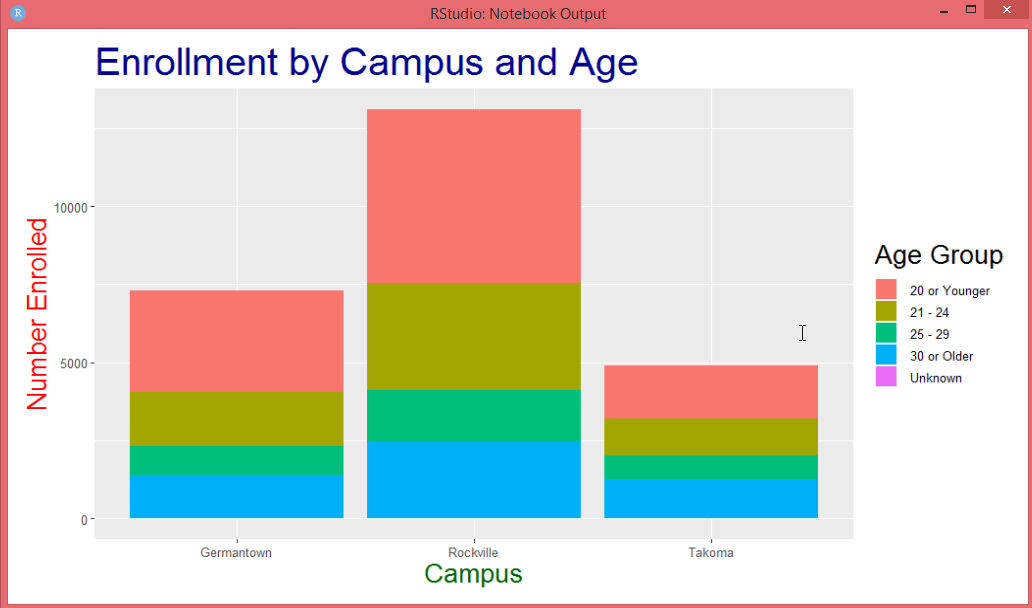 R
RStudio: Notebook Output
Enrollment by Campus and Age
Number Enrolled
10000
5000
0
Germantown
Rockville
Takoma
Campus
Age Group
20 or Younger
21 - 24
25 - 29
30 or Older
Unknown